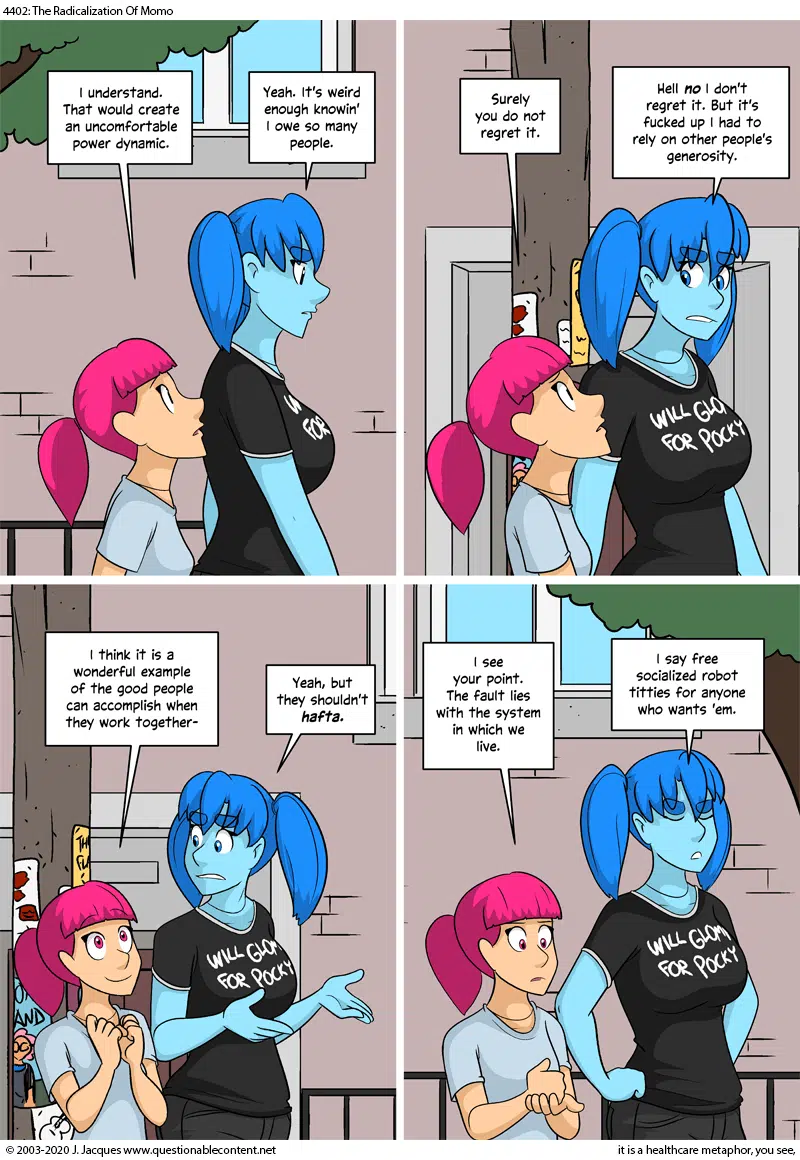 4402: The Radicalization Of Momo
I understand.
That would create
an uncomfortable
power dynamic.
Yeah. It's weird
enough knowin'
I owe so many
people.
W
FOR
Surely
you do not
regret it.
Hell no I don't
regret it. But it's
fucked up I had to
rely on other people's
generosity.
WILL GLOM
FOR POCKY
I think it is a
wonderful example
of the good people
can accomplish when
they work together-
Yeah, but
they shouldn't
hafta.
WILL GLOM
FOR POCKY
AND
I see
your point.
The fault lies
with the system
in which we
live.
I say free
socialized robot
titties for anyone
who wants 'em.
WILL GLOM
FOR POCKY
© 2003-2020 J. Jacques www.questionablecontent.net
it is a healthcare metaphor, you see,